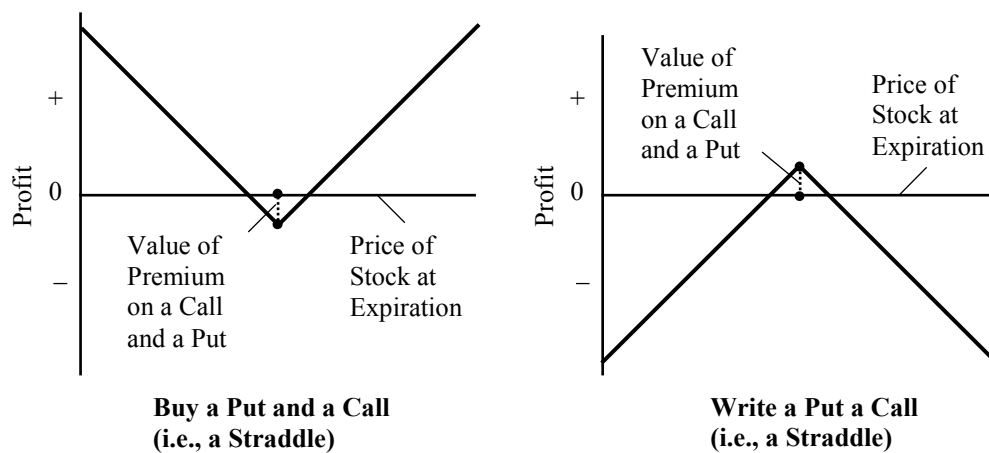 +
Profit
0
–
Value of
Premium
on a Call
and a Put
Price of
Stock at
Expiration
Buy a Put and a Call
(i.e., a Straddle)
Value of
Premium
on a Call
and a Put
Price of
Stock at
Expiration
+
Profit
0
–
Write a Put a Call
(i.e., a Straddle)